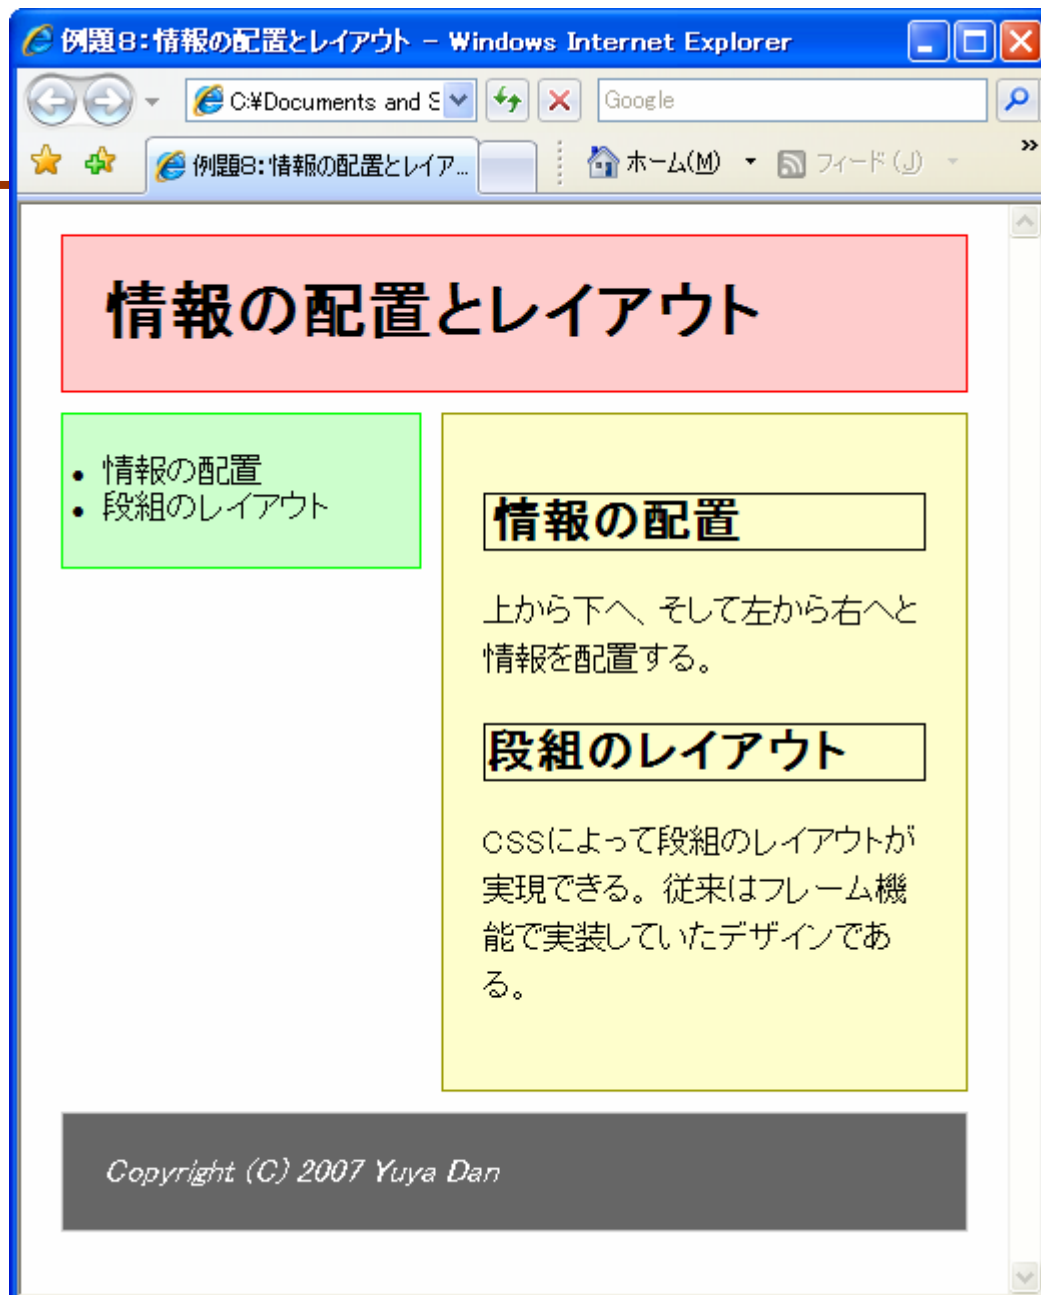 例題8:情報の配置とレイアウト - Windows Internet Explorer
C:¥Documents and S
Google
例題8:情報の配置とレイア...
ホーム(M)
フィード(J)
»
情報の配置とレイアウト
• 情報の配置
• 段組のレイアウト
情報の配置
上から下へ、そして左から右へと
情報を配置する。
段組のレイアウト
CSSによって段組のレイアウトが
実現できる。従来はフレーム機
能で実装していたデザインであ
る。
Copyright (C) 2007 Yuya Dan